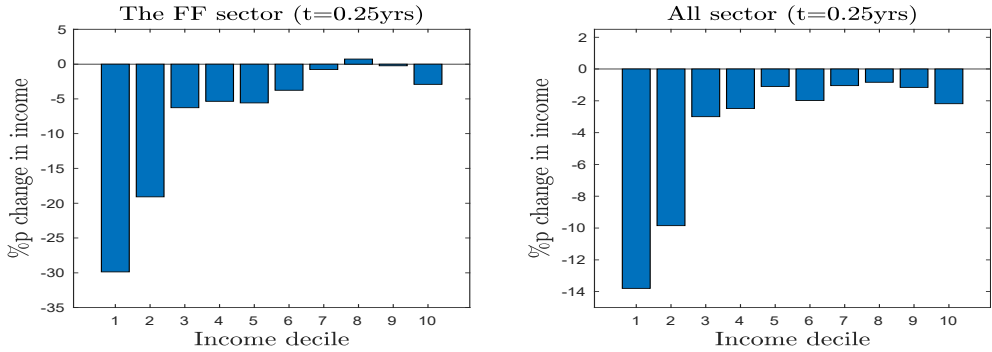 The FF sector (t=0.25yrs)
5
0
-5
-10
-15
-20
-25
-30
-35
%p change in income
1 2 3 4 5 6 7 8 9 10
Income decile
All sector (t=0.25yrs)
2
0
-2
-4
-6
-8
-10
-12
-14
%p change in income
1 2 3 4 5 6 7 8 9 10
Income decile